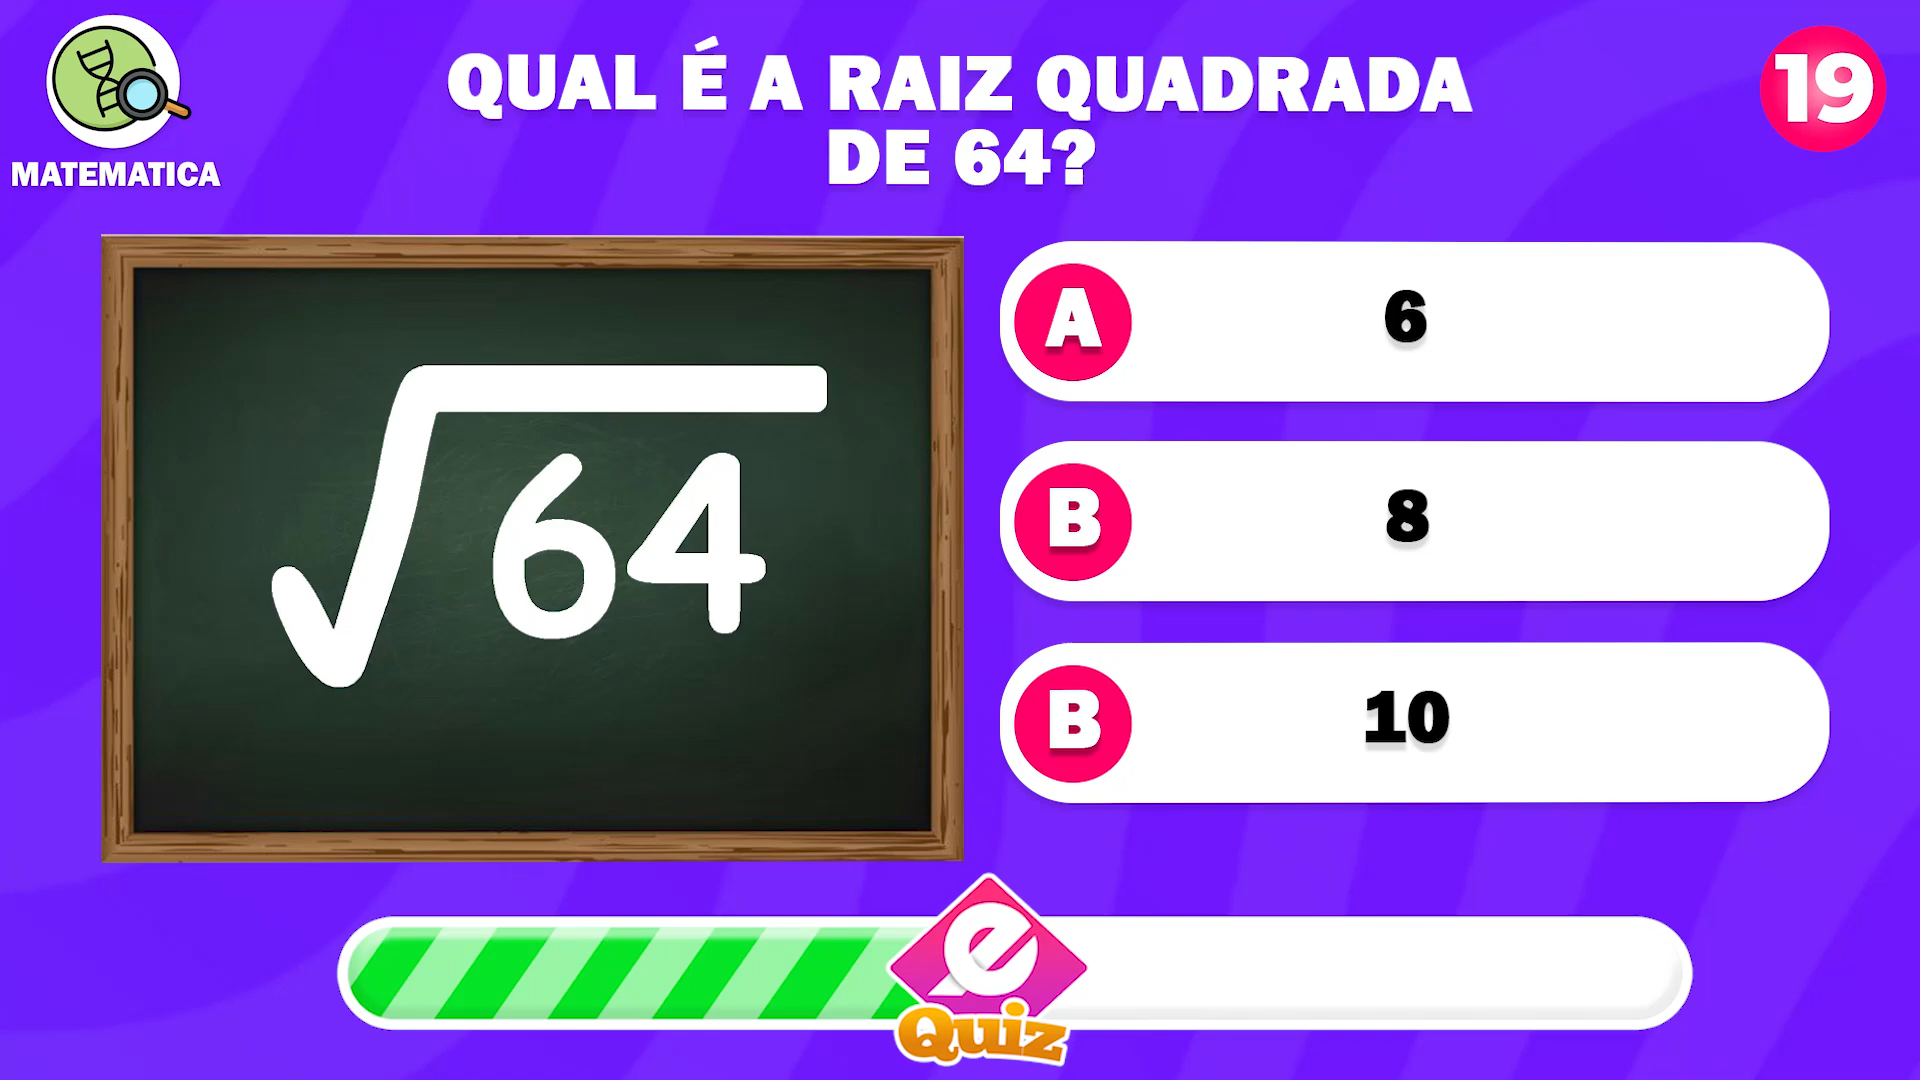 MATEMATICA
QUAL É A RAIZ QUADRADA
DE 64?
19
√64
A 6
B 8
B 10
e
Quiz